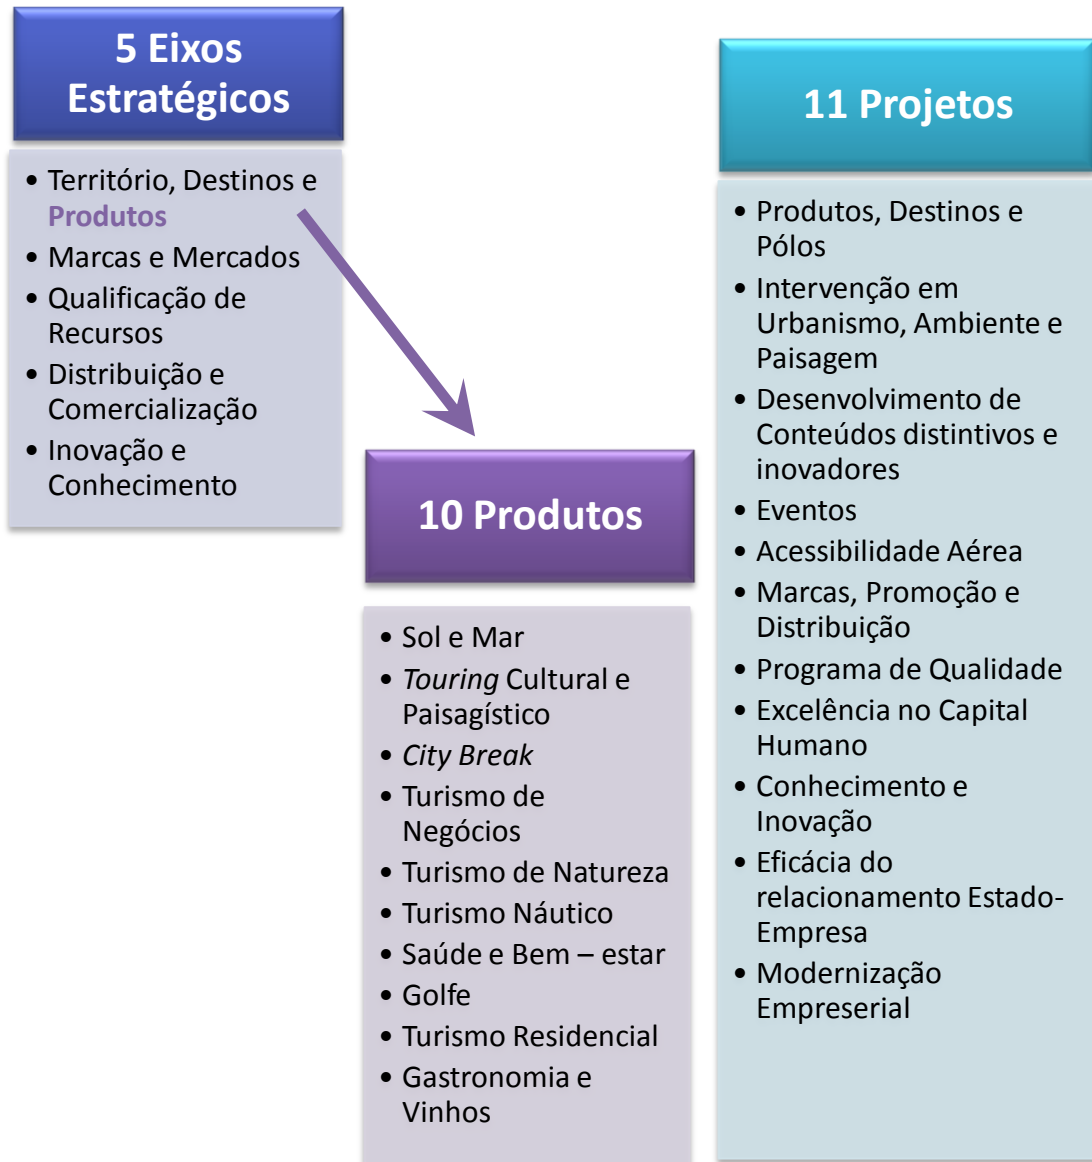 5 Eixos
Estratégicos
• Território, Destinos e
Produtos
• Marcas e Mercados
• Qualificação de
Recursos
• Distribuição e
Comercialização
• Inovação e
Conhecimento
10 Produtos
• Sol e Mar
• Touring Cultural e
Paisagístico
• City Break
• Turismo de
Negócios
• Turismo de Natureza
• Turismo Náutico
• Saúde e Bem – estar
• Golfe
• Turismo Residencial
• Gastronomia e
Vinhos
11 Projetos
• Produtos, Destinos e
Pólos
• Intervenção em
Urbanismo, Ambiente e
Paisagem
• Desenvolvimento de
Conteúdos distintivos e
inovadores
• Eventos
• Acessibilidade Aérea
• Marcas, Promoção e
Distribuição
• Programa de Qualidade
• Excelência no Capital
Humano
• Conhecimento e
Inovação
• Eficácia do
relacionamento Estado-
Empresa
• Modernização
Empreserial